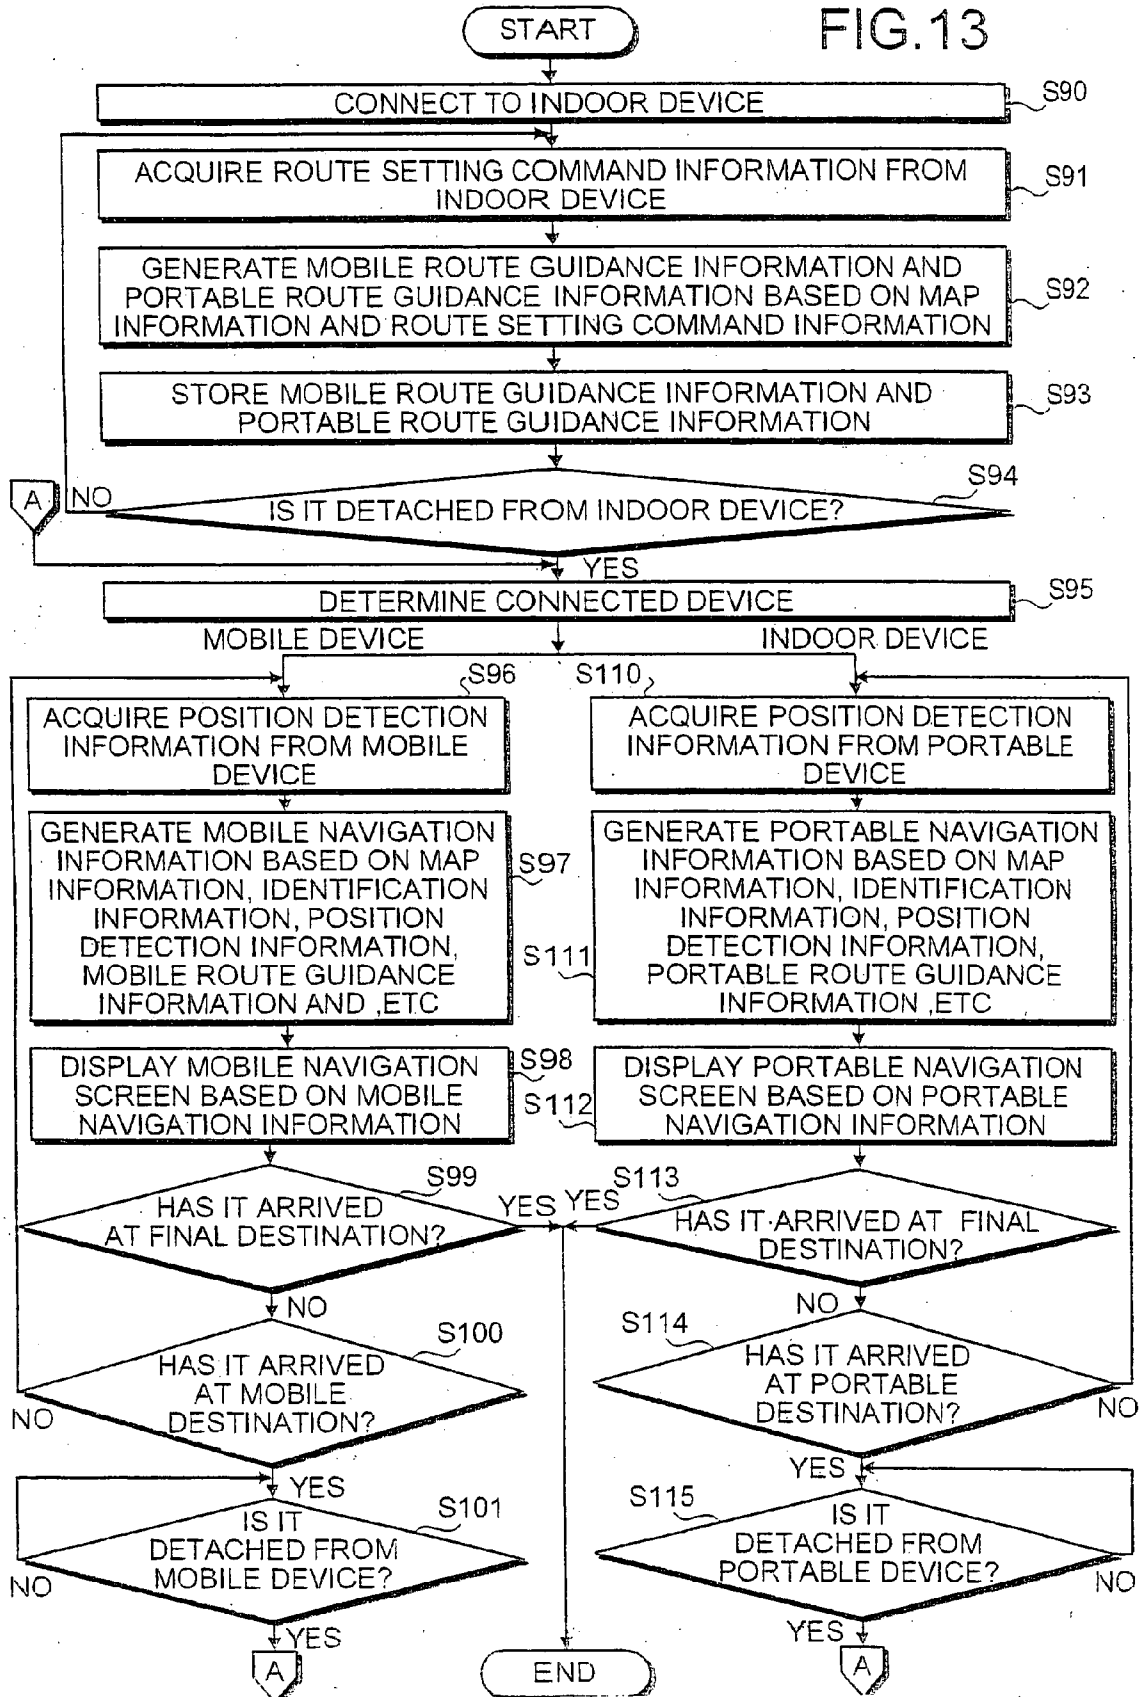 FIG.13
START
CONNECT TO INDOOR DEVICE
S90
ACQUIRE ROUTE SETTING COMMAND INFORMATION FROM
INDOOR DEVICE
S91
GENERATE MOBILE ROUTE GUIDANCE INFORMATION AND
PORTABLE ROUTE GUIDANCE INFORMATION BASED ON MAP
INFORMATION AND ROUTE SETTING COMMAND INFORMATION
S92
STORE MOBILE ROUTE GUIDANCE INFORMATION AND
PORTABLE ROUTE GUIDANCE INFORMATION
S93
A
NO
IS IT DETACHED FROM INDOOR DEVICE?
S94
YES
DETERMINE CONNECTED DEVICE
S95
MOBILE DEVICE
INDOOR DEVICE
S96
ACQUIRE POSITION DETECTION
INFORMATION FROM MOBILE
DEVICE
GENERATE MOBILE NAVIGATION
INFORMATION BASED ON MAP
INFORMATION, IDENTIFICATION
INFORMATION, POSITION
DETECTION INFORMATION,
MOBILE ROUTE GUIDANCE
INFORMATION AND ,ETC
S97
DISPLAY MOBILE NAVIGATION
SCREEN BASED ON MOBILE
NAVIGATION INFORMATION
S98
S99
HAS IT ARRIVED
AT FINAL DESTINATION?
YES
NO
S100
HAS IT ARRIVED
AT MOBILE
DESTINATION?
NO
YES
S101
IS IT
DETACHED FROM
MOBILE DEVICE?
NO
YES
A
S110
ACQUIRE POSITION DETECTION
INFORMATION FROM PORTABLE
DEVICE
GENERATE PORTABLE NAVIGATION
INFORMATION BASED ON MAP
INFORMATION, IDENTIFICATION
INFORMATION, POSITION
DETECTION INFORMATION,
PORTABLE ROUTE GUIDANCE
INFORMATION ,ETC
S111
DISPLAY PORTABLE NAVIGATION
SCREEN BASED ON PORTABLE
NAVIGATION INFORMATION
S112
YES
S113
HAS IT ARRIVED AT FINAL
DESTINATION?
NO
S114
HAS IT ARRIVED
AT PORTABLE
DESTINATION?
NO
YES
S115
IS IT
DETACHED FROM
PORTABLE DEVICE?
NO
YES
A
END